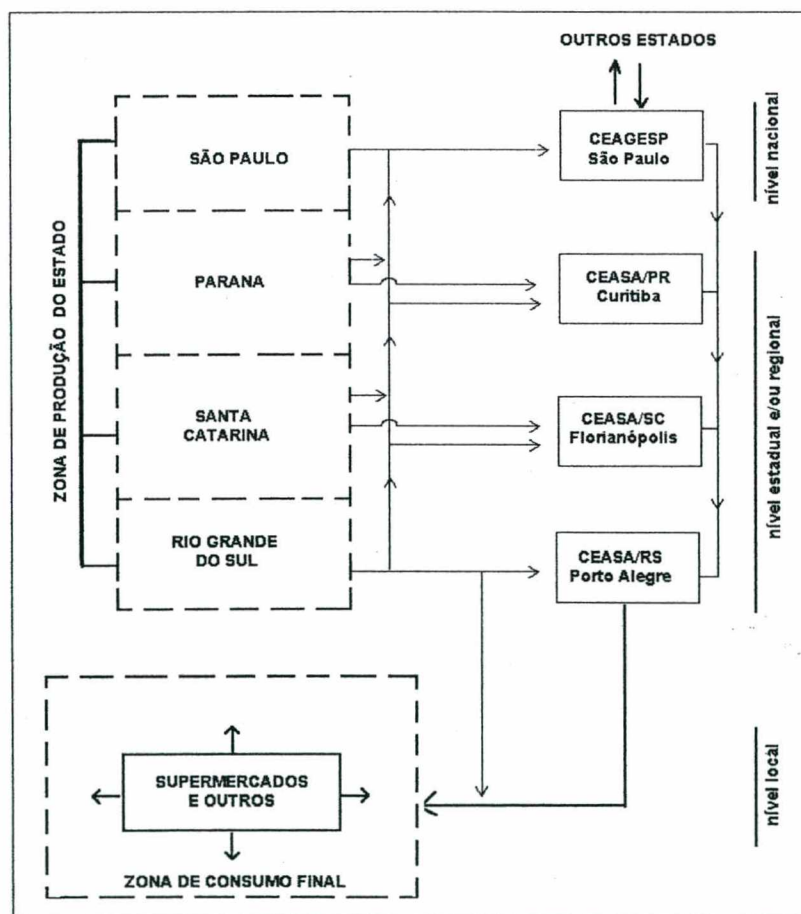 OUTROS ESTADOS
ZONA DE PRODUÇÃO DO ESTADO
SÃO PAULO
PARANA
SANTA
CATARINA
RIO GRANDE
DO SUL
CEAGESP
São Paulo
CEASA/PR
Curitiba
CEASA/SC
Florianópolis
CEASA/RS
Porto Alegre
nível nacional
nível estadual e/ou regional
nível local
SUPERMERCADOS
E OUTROS
ZONA DE CONSUMO FINAL